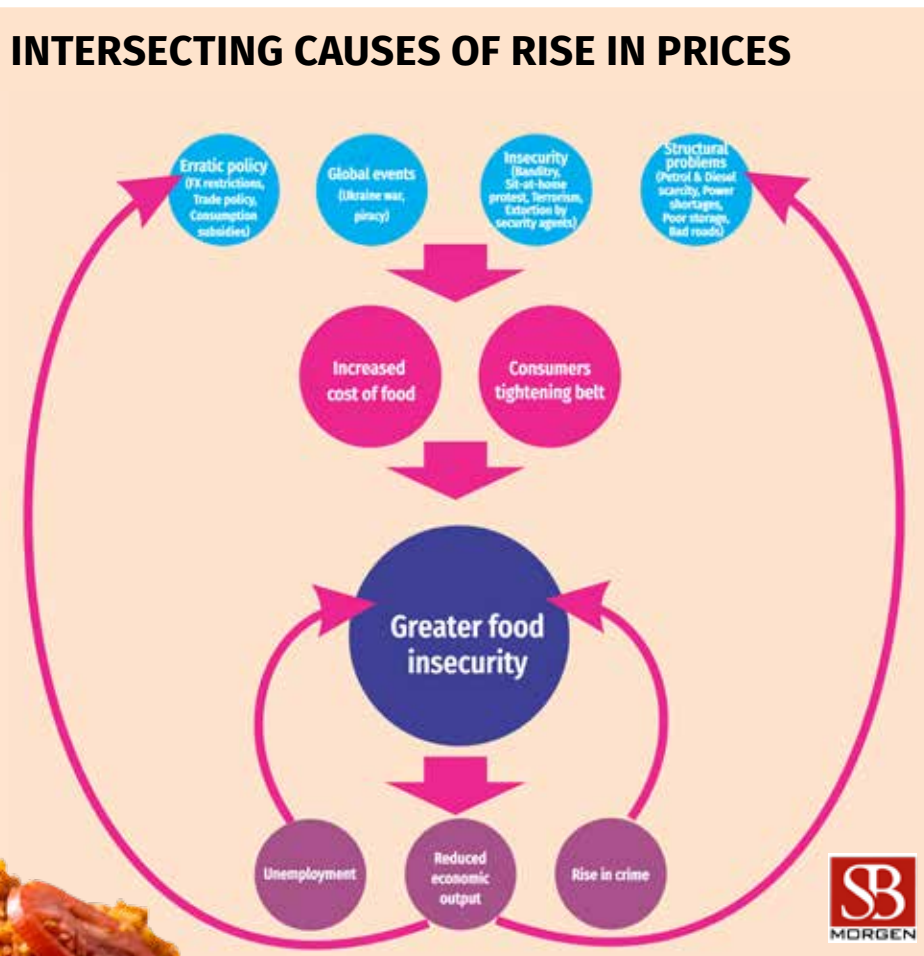 INTERSECTING CAUSES OF RISE IN PRICES
Erratic policy
(FX restrictions,
Trade policy,
Consumption
subsidies)
Global events
(Ukraine war,
piracy)
Insecurity
(Banditry,
Sit-at-home
protest, Terrorism,
Extortion by
security agents)
Structural
problems
(Petrol & Diesel
scarcity, Power
shortages,
Poor storage,
Bad roads)
Increased
cost of food
Consumers
tightening belt
Greater food
insecurity
Unemployment
Reduced
economic
output
Rise in crime
SB
MORGEN